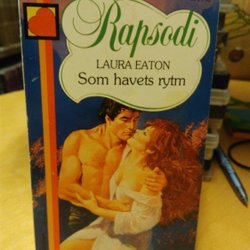 Rapsodi
LAURA EATON
Som havets rytm